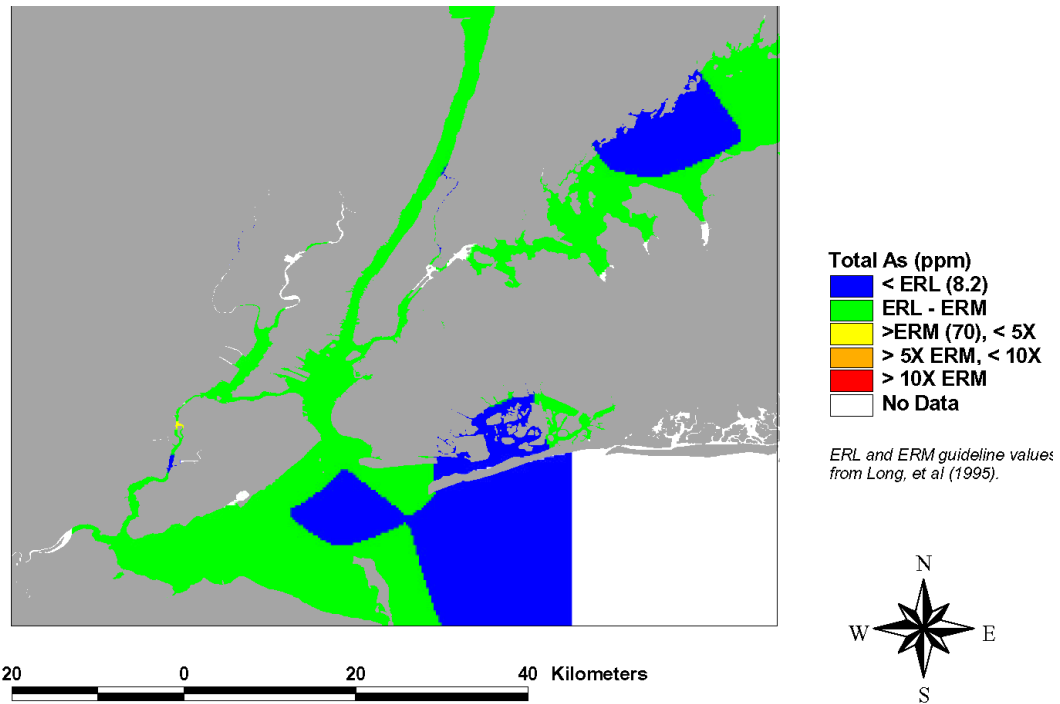 Total As (ppm)
< ERL (8.2)
ERL - ERM
>ERM (70), < 5X
> 5X ERM, < 10X
> 10X ERM
No Data
ERL and ERM guideline values
from Long, et al (1995).
N
W E
S
20 0 20 40 Kilometers